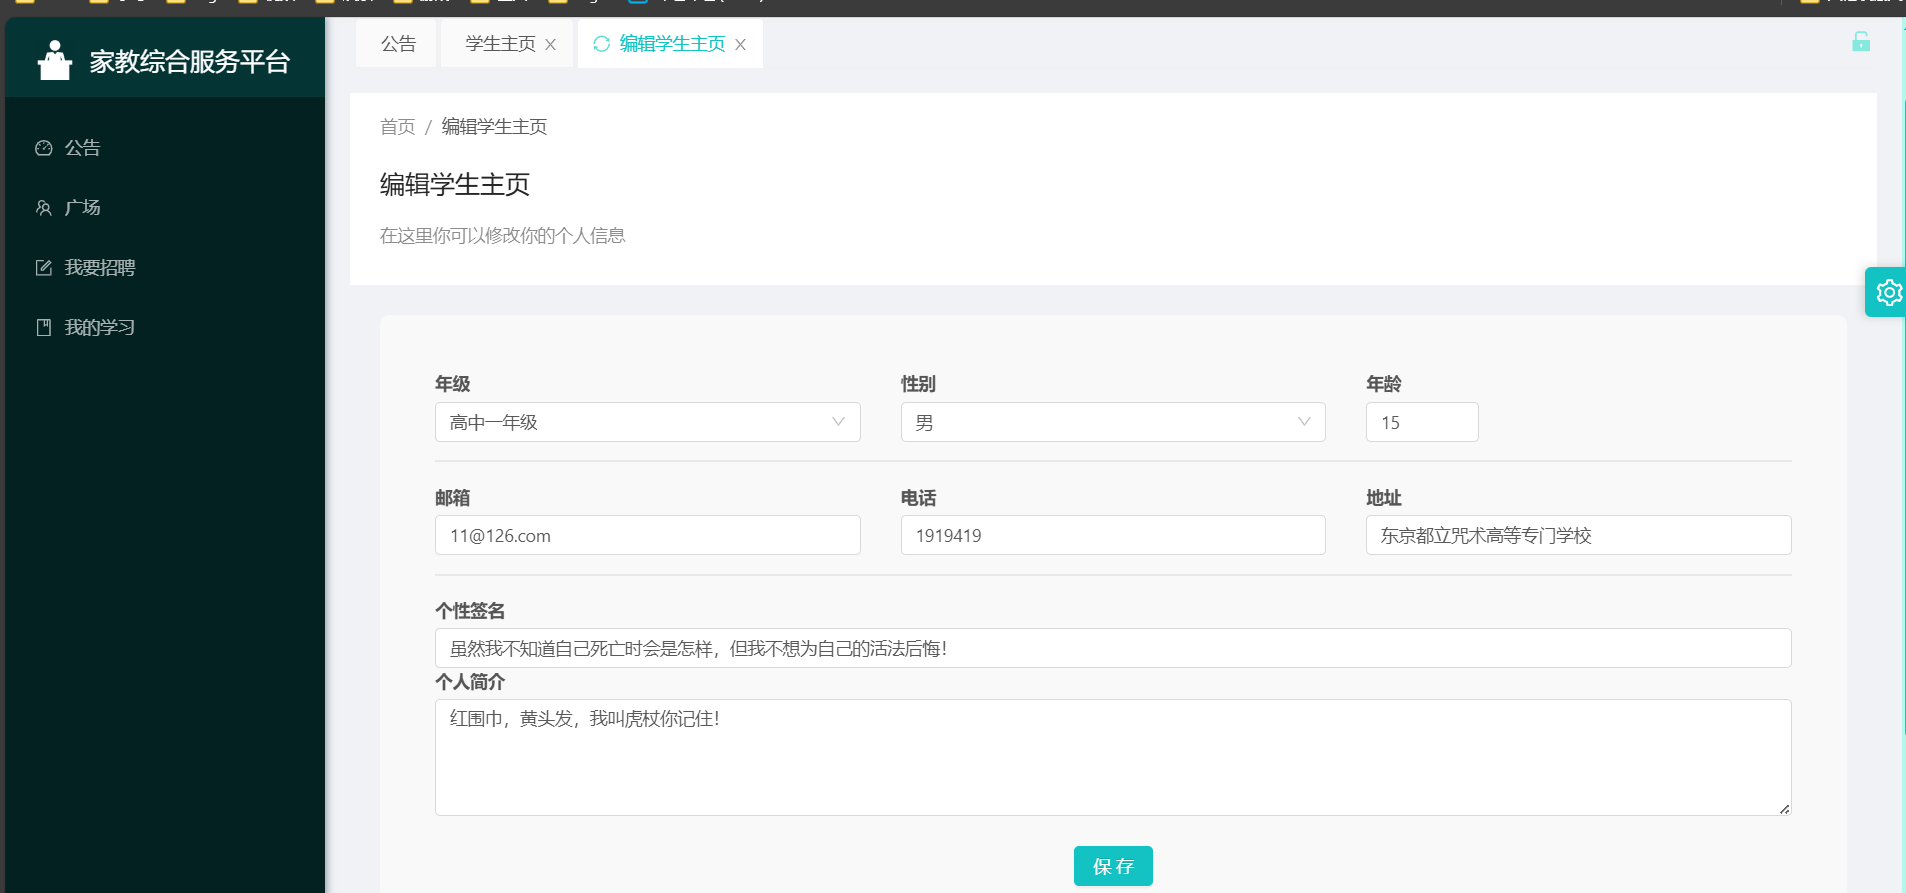 家教综合服务平台
公告
广场
我要招聘
我的学习
公告
学生主页
编辑学生主页
首页 / 编辑学生主页
编辑学生主页
在这里你可以修改你的个人信息
年级
性别
年龄
高中一年级
男
15
邮箱
电话
地址
11@126.com
1919419
东京都立咒术高等专门学校
个性签名
虽然我不知道自己死亡时会是怎样，但我不想为自己的活法后悔！
个人简介
红围巾，黄头发，我叫虎杖你记住！
保存